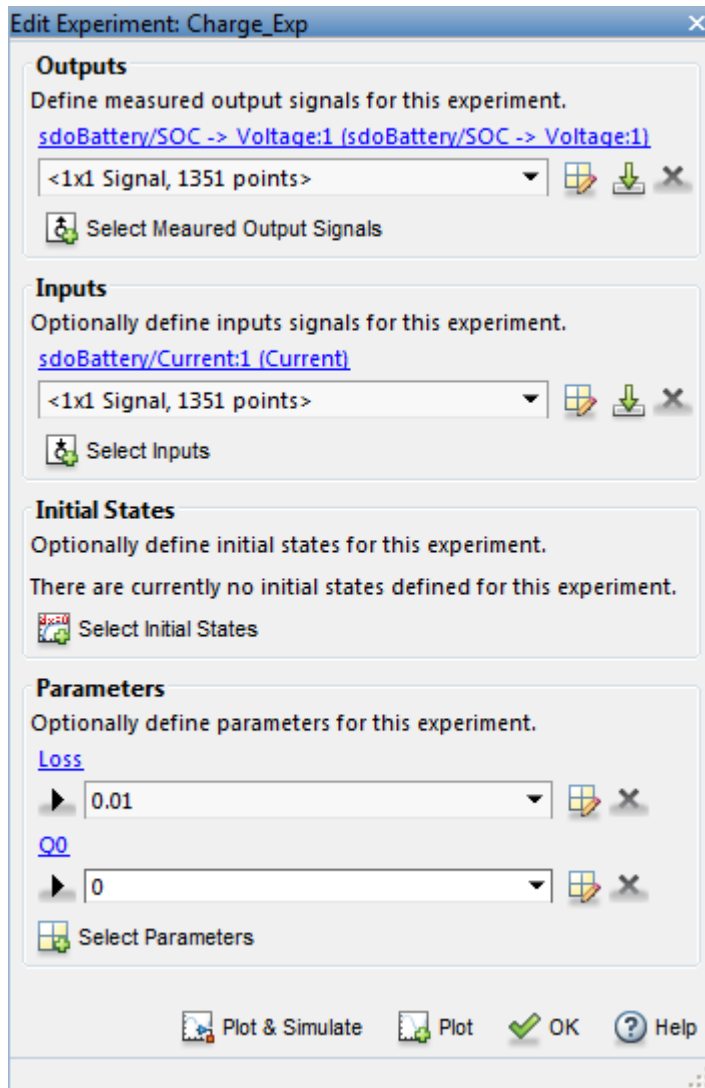 Edit Experiment: Charge_Exp
Outputs
Define measured output signals for this experiment.
sdoBattery/SOC -> Voltage:1 (sdoBattery/SOC -> Voltage:1)
<1x1 Signal, 1351 points>
Select Meaured Output Signals
Inputs
Optionally define inputs signals for this experiment.
sdoBattery/Current:1 (Current)
<1x1 Signal, 1351 points>
Select Inputs
Initial States
Optionally define initial states for this experiment.
There are currently no initial states defined for this experiment.
Select Initial States
Parameters
Optionally define parameters for this experiment.
Loss
0.01
Q0
0
Select Parameters
Plot & Simulate Plot OK Help